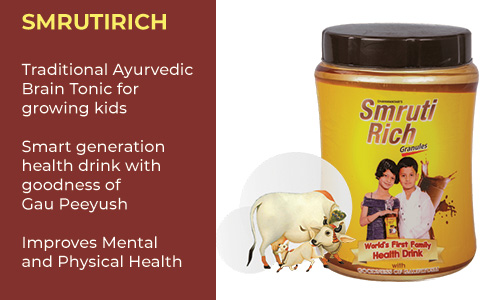 SMRUTIRICH
Traditional Ayurvedic
Brain Tonic for
growing kids
Smart generation
health drink with
goodness of
Gau Peeyush
Improves Mental
and Physical Health
Smruti
Rich
Granules
World's First Family
Health Drink
with